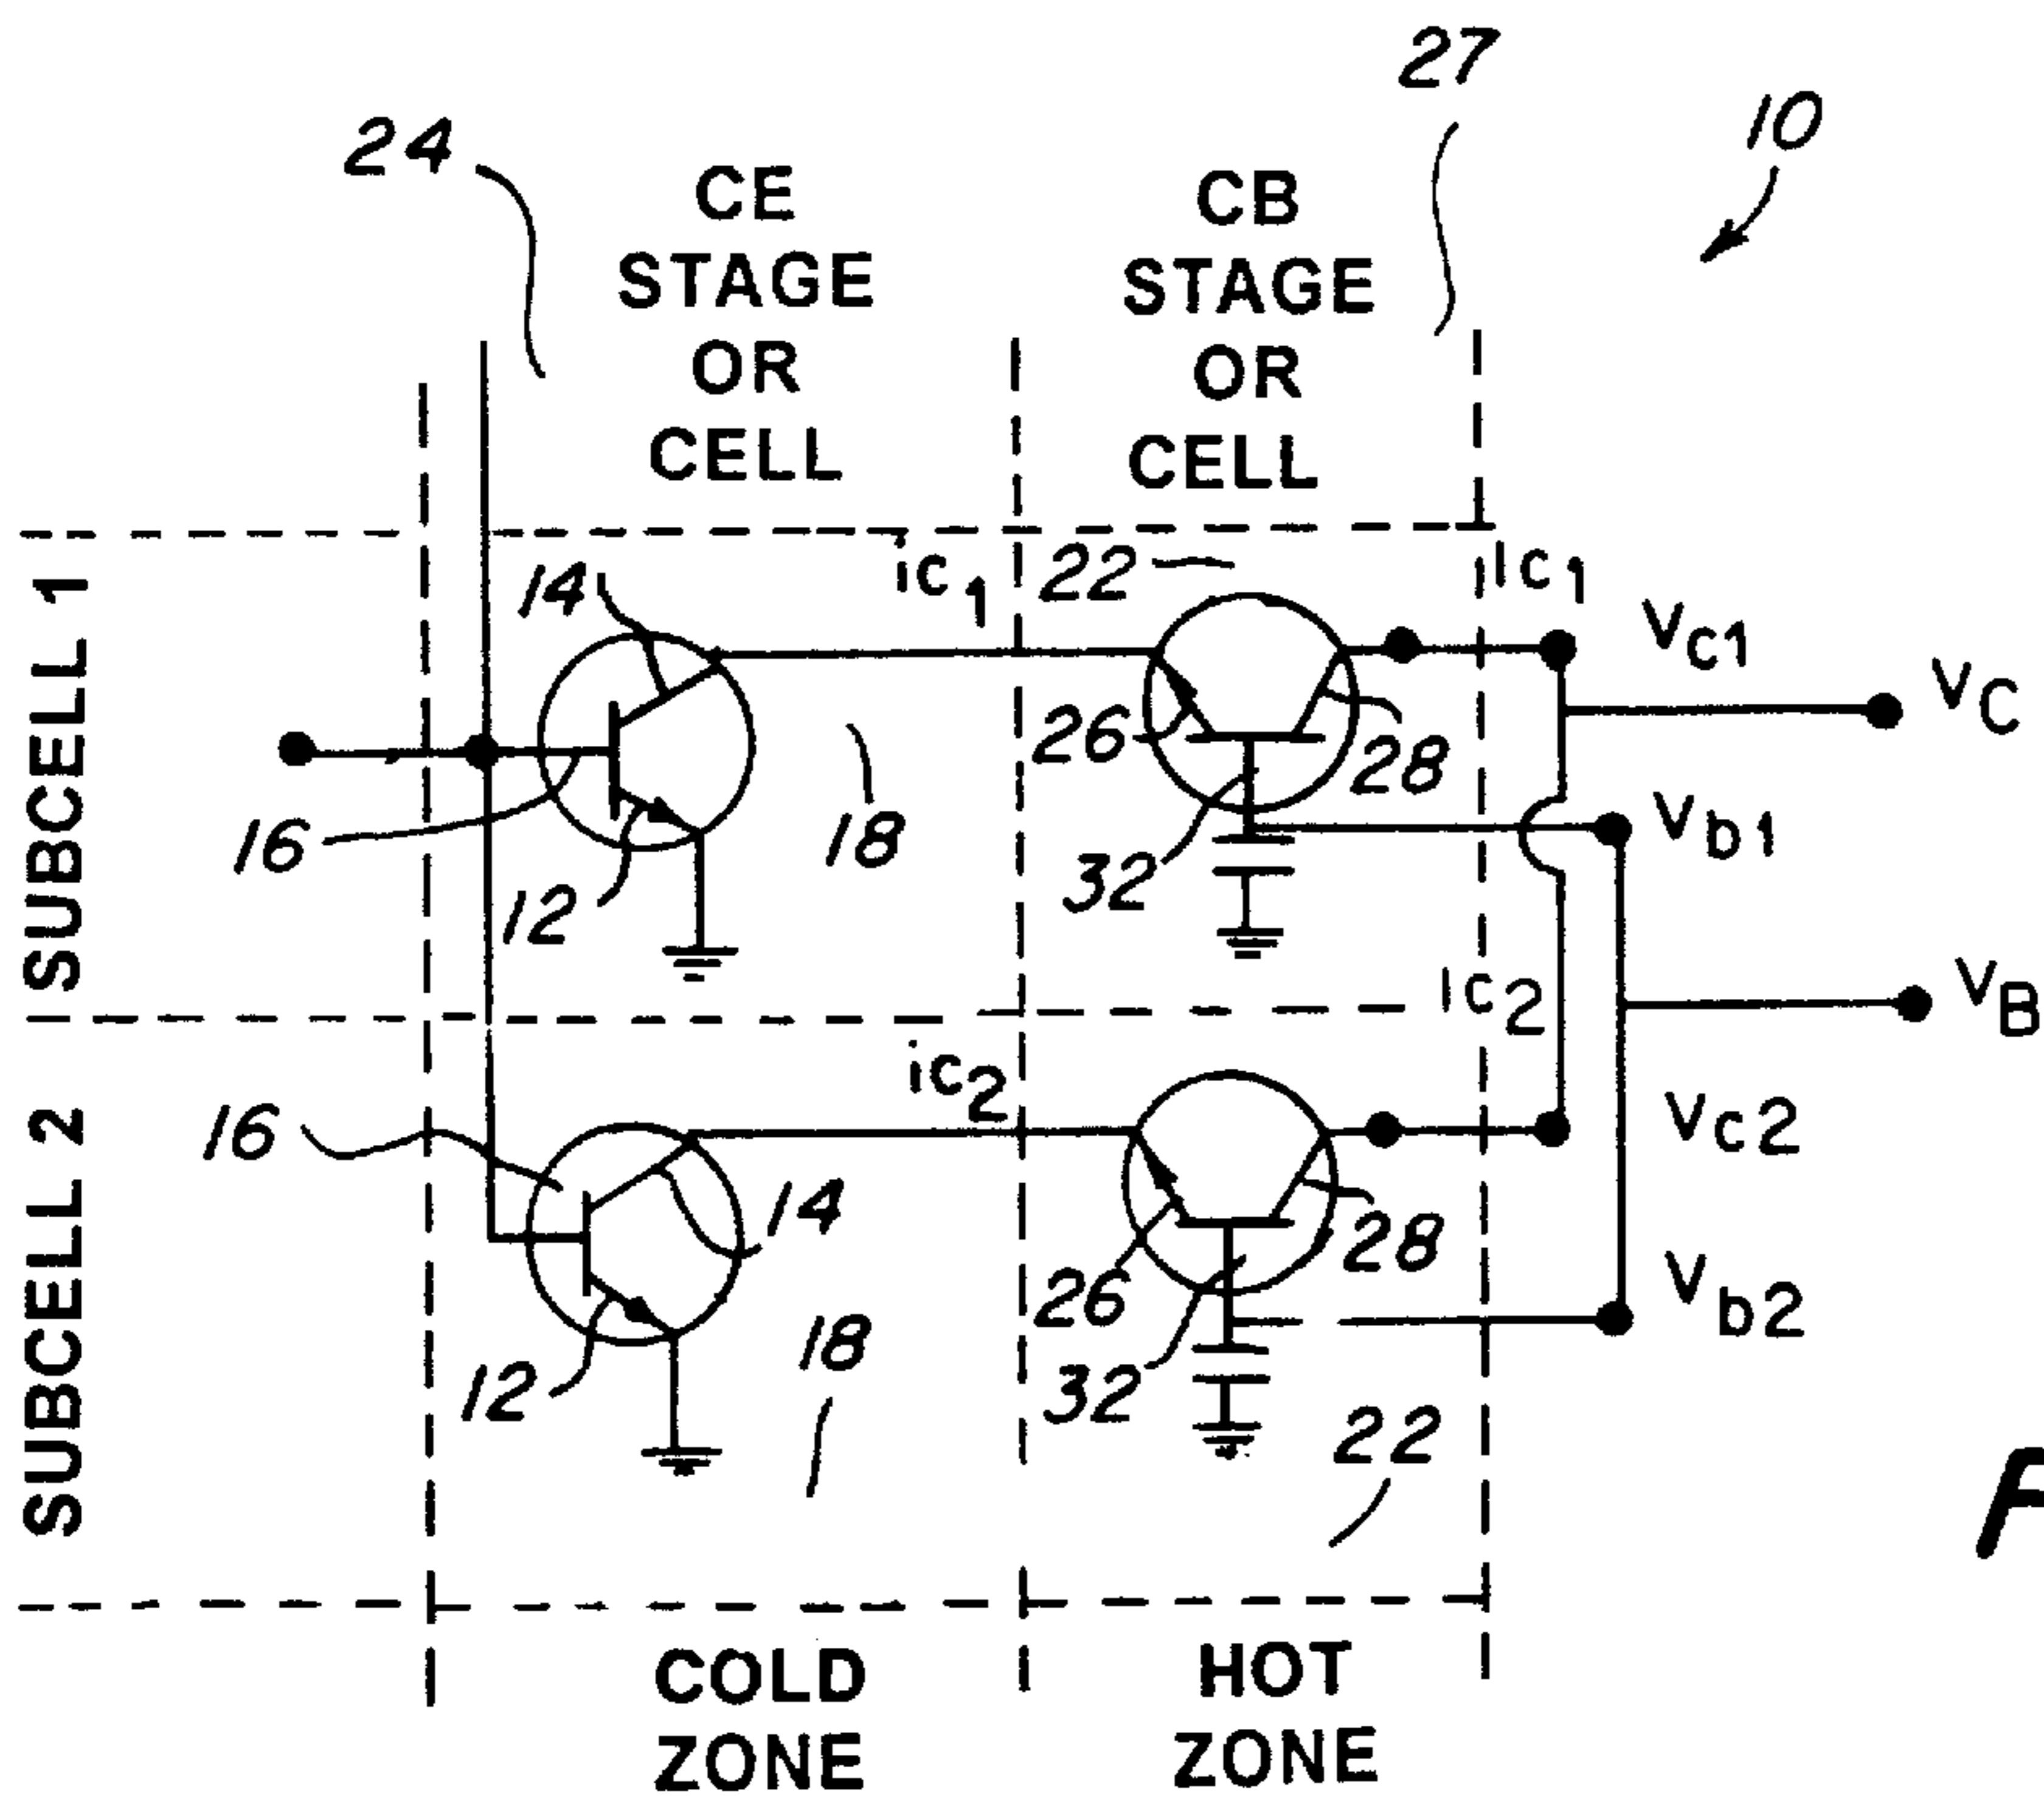 27
10
24
CE
STAGE
OR
CELL
CB
STAGE
OR
CELL
SUBCELL 1
14
ic1
22
Ic1
Vc1
VC
26
28
16
18
12
32
Vb1
VB
Ic2
SUBCELL 2
ic2
16
14
Vc2
26
28
18
12
32
Vb2
22
F
COLD
ZONE
HOT
ZONE